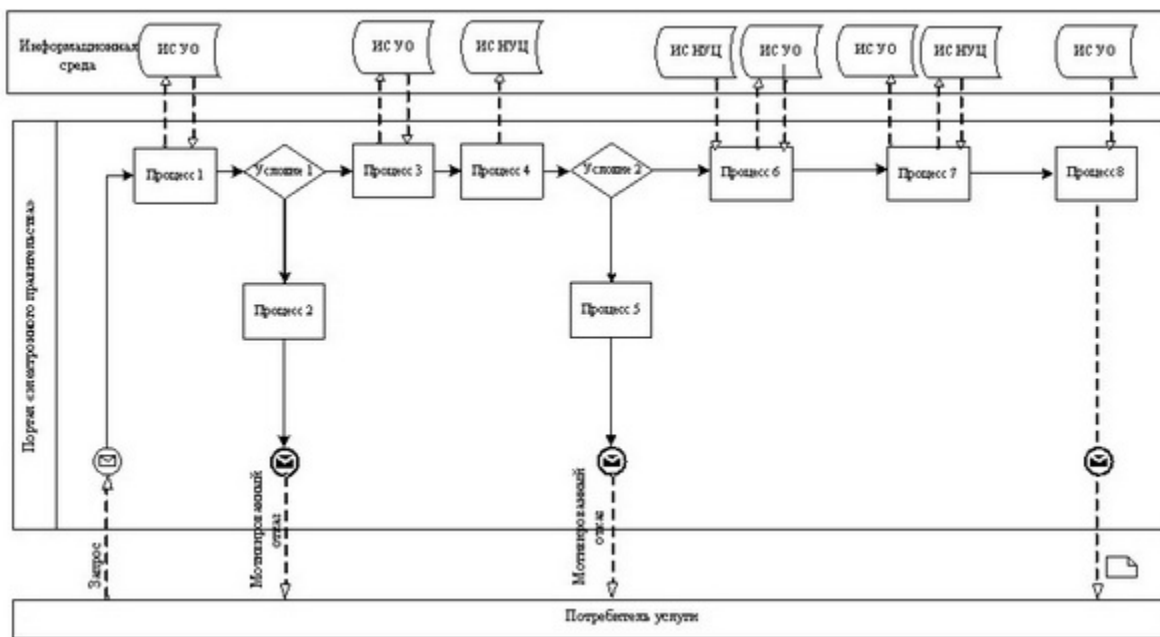 Информационная
среда
ИС УО
ИС УО
ИС НУЦ
ИС НУЦ
ИС УО
ИС УО
ИС НУЦ
ИС УО
Портал «электронного правительства»
Процесс 1
Условие 1
Процесс 3
Процесс 4
Условие 2
Процесс 6
Процесс 7
Процесс 8
Процесс 2
Процесс 5
Запрос
Мотивированный
отказ
Мотивированный
отказ
Потребитель услуги